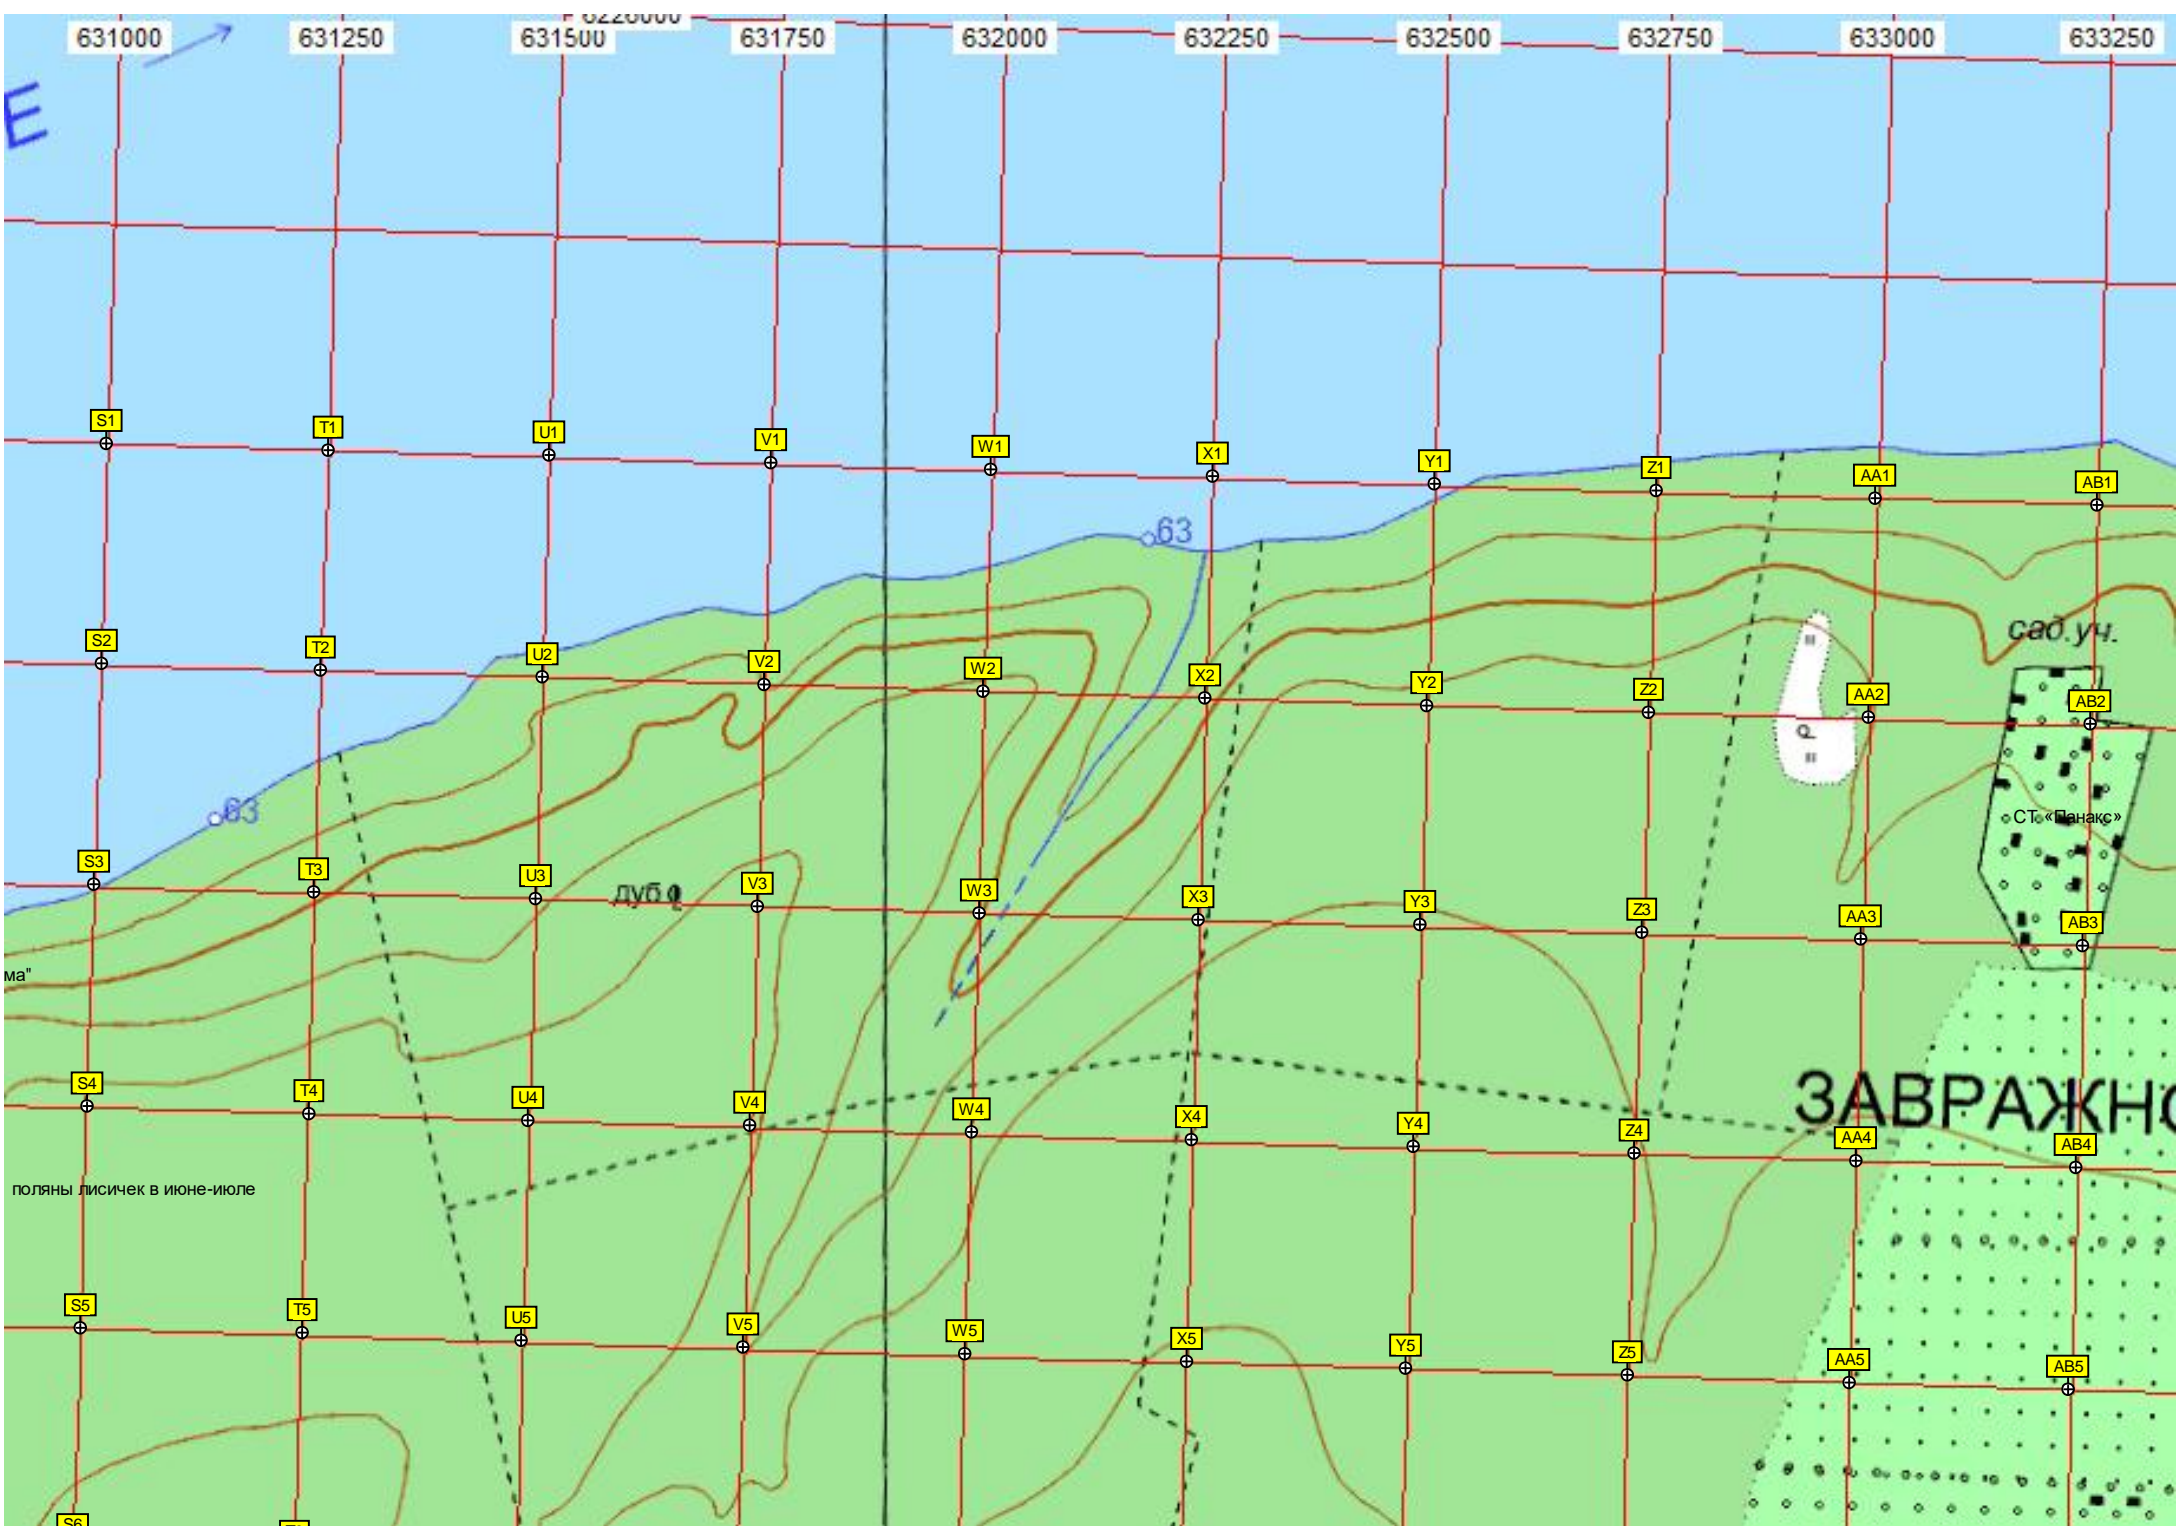 6226000
631000 631250 631500 631750 632000 632250 632500 632750 633000 633250
Е
S1 T1 U1 V1 W1 X1 Y1 Z1 AA1 AB1
63
сад.уч.
S2 T2 U2 V2 W2 X2 Y2 Z2 AA2 AB2
63
СТ «Панакс»
S3 T3 U3 V3 W3 X3 Y3 Z3 AA3 AB3
дуб
ма"
ЗАВРАЖНО
S4 T4 U4 V4 W4 X4 Y4 Z4 AA4 AB4
поляны лисичек в июне-июле
S5 T5 U5 V5 W5 X5 Y5 Z5 AA5 AB5
S6